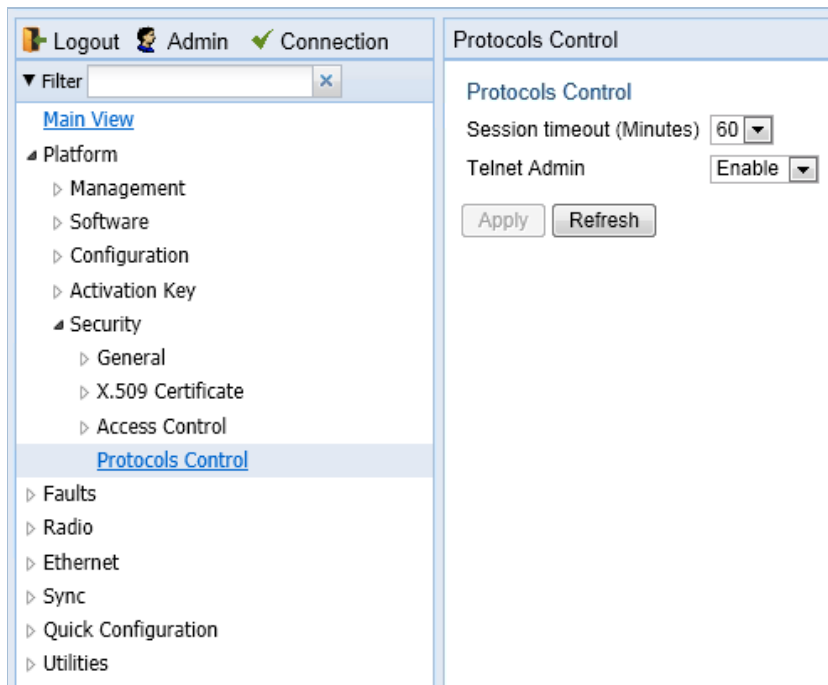 Logout Admin Connection
Filter
Main View
Platform
Management
Software
Configuration
Activation Key
Security
General
X.509 Certificate
Access Control
Protocols Control
Faults
Radio
Ethernet
Sync
Quick Configuration
Utilities
Protocols Control
Protocols Control
Session timeout (Minutes) 60
Telnet Admin Enable
Apply Refresh